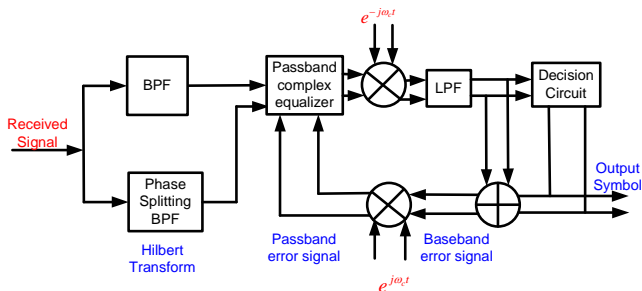 e^{-jω_c t}
BPF
Passband
complex
equalizer
LPF
Decision
Circuit
Received
Signal
Phase
Splitting
BPF
Output
Symbol
Hilbert
Transform
Passband
error signal
Baseband
error signal
e^{jω_c t}